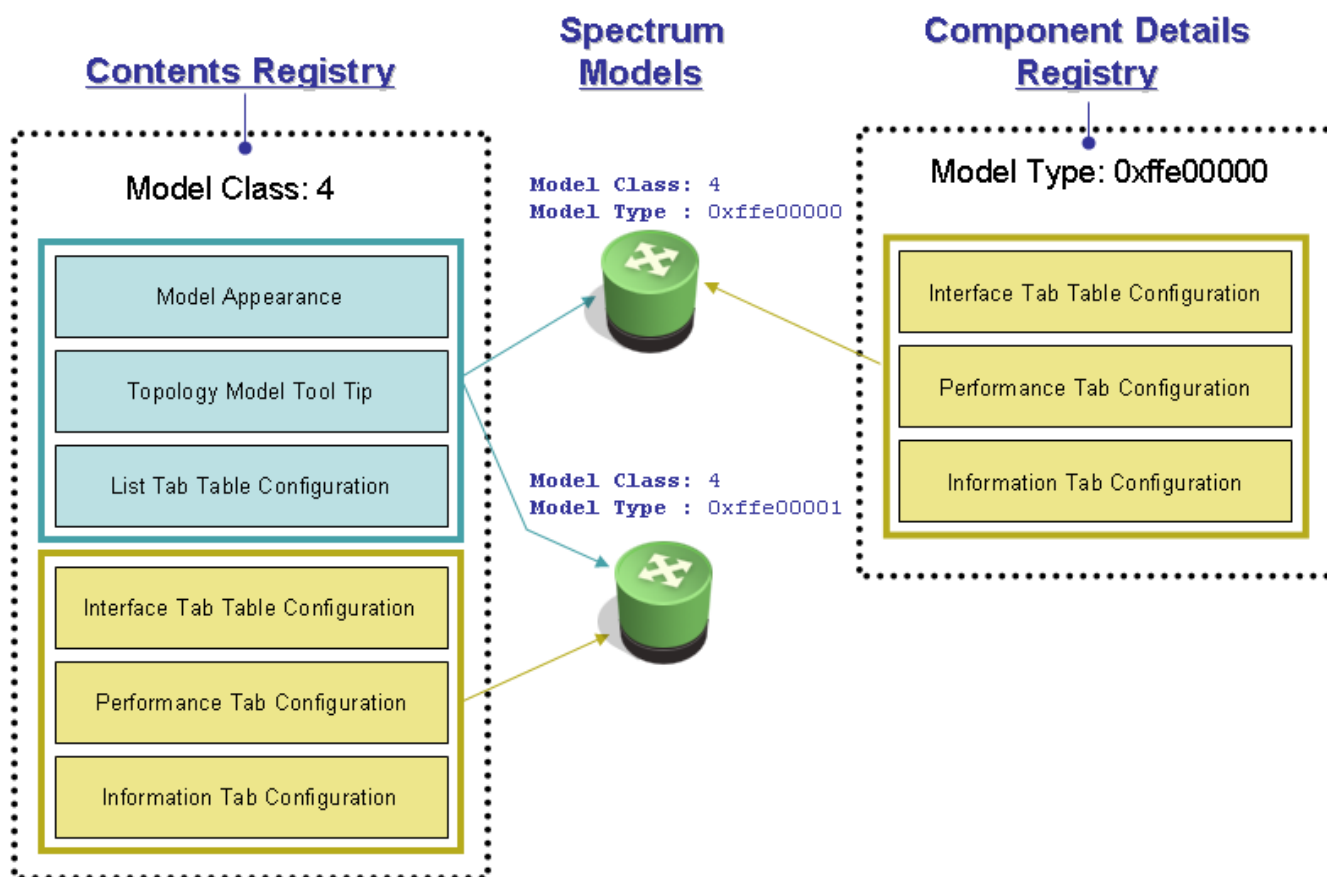 Contents Registry
Model Class: 4
Model Appearance
Topology Model Tool Tip
List Tab Table Configuration
Interface Tab Table Configuration
Performance Tab Configuration
Information Tab Configuration
Spectrum
Models
Model Class: 4
Model Type : 0xffe00000
Model Class: 4
Model Type : 0xffe00001
Component Details
Registry
Model Type: 0xffe00000
Interface Tab Table Configuration
Performance Tab Configuration
Information Tab Configuration